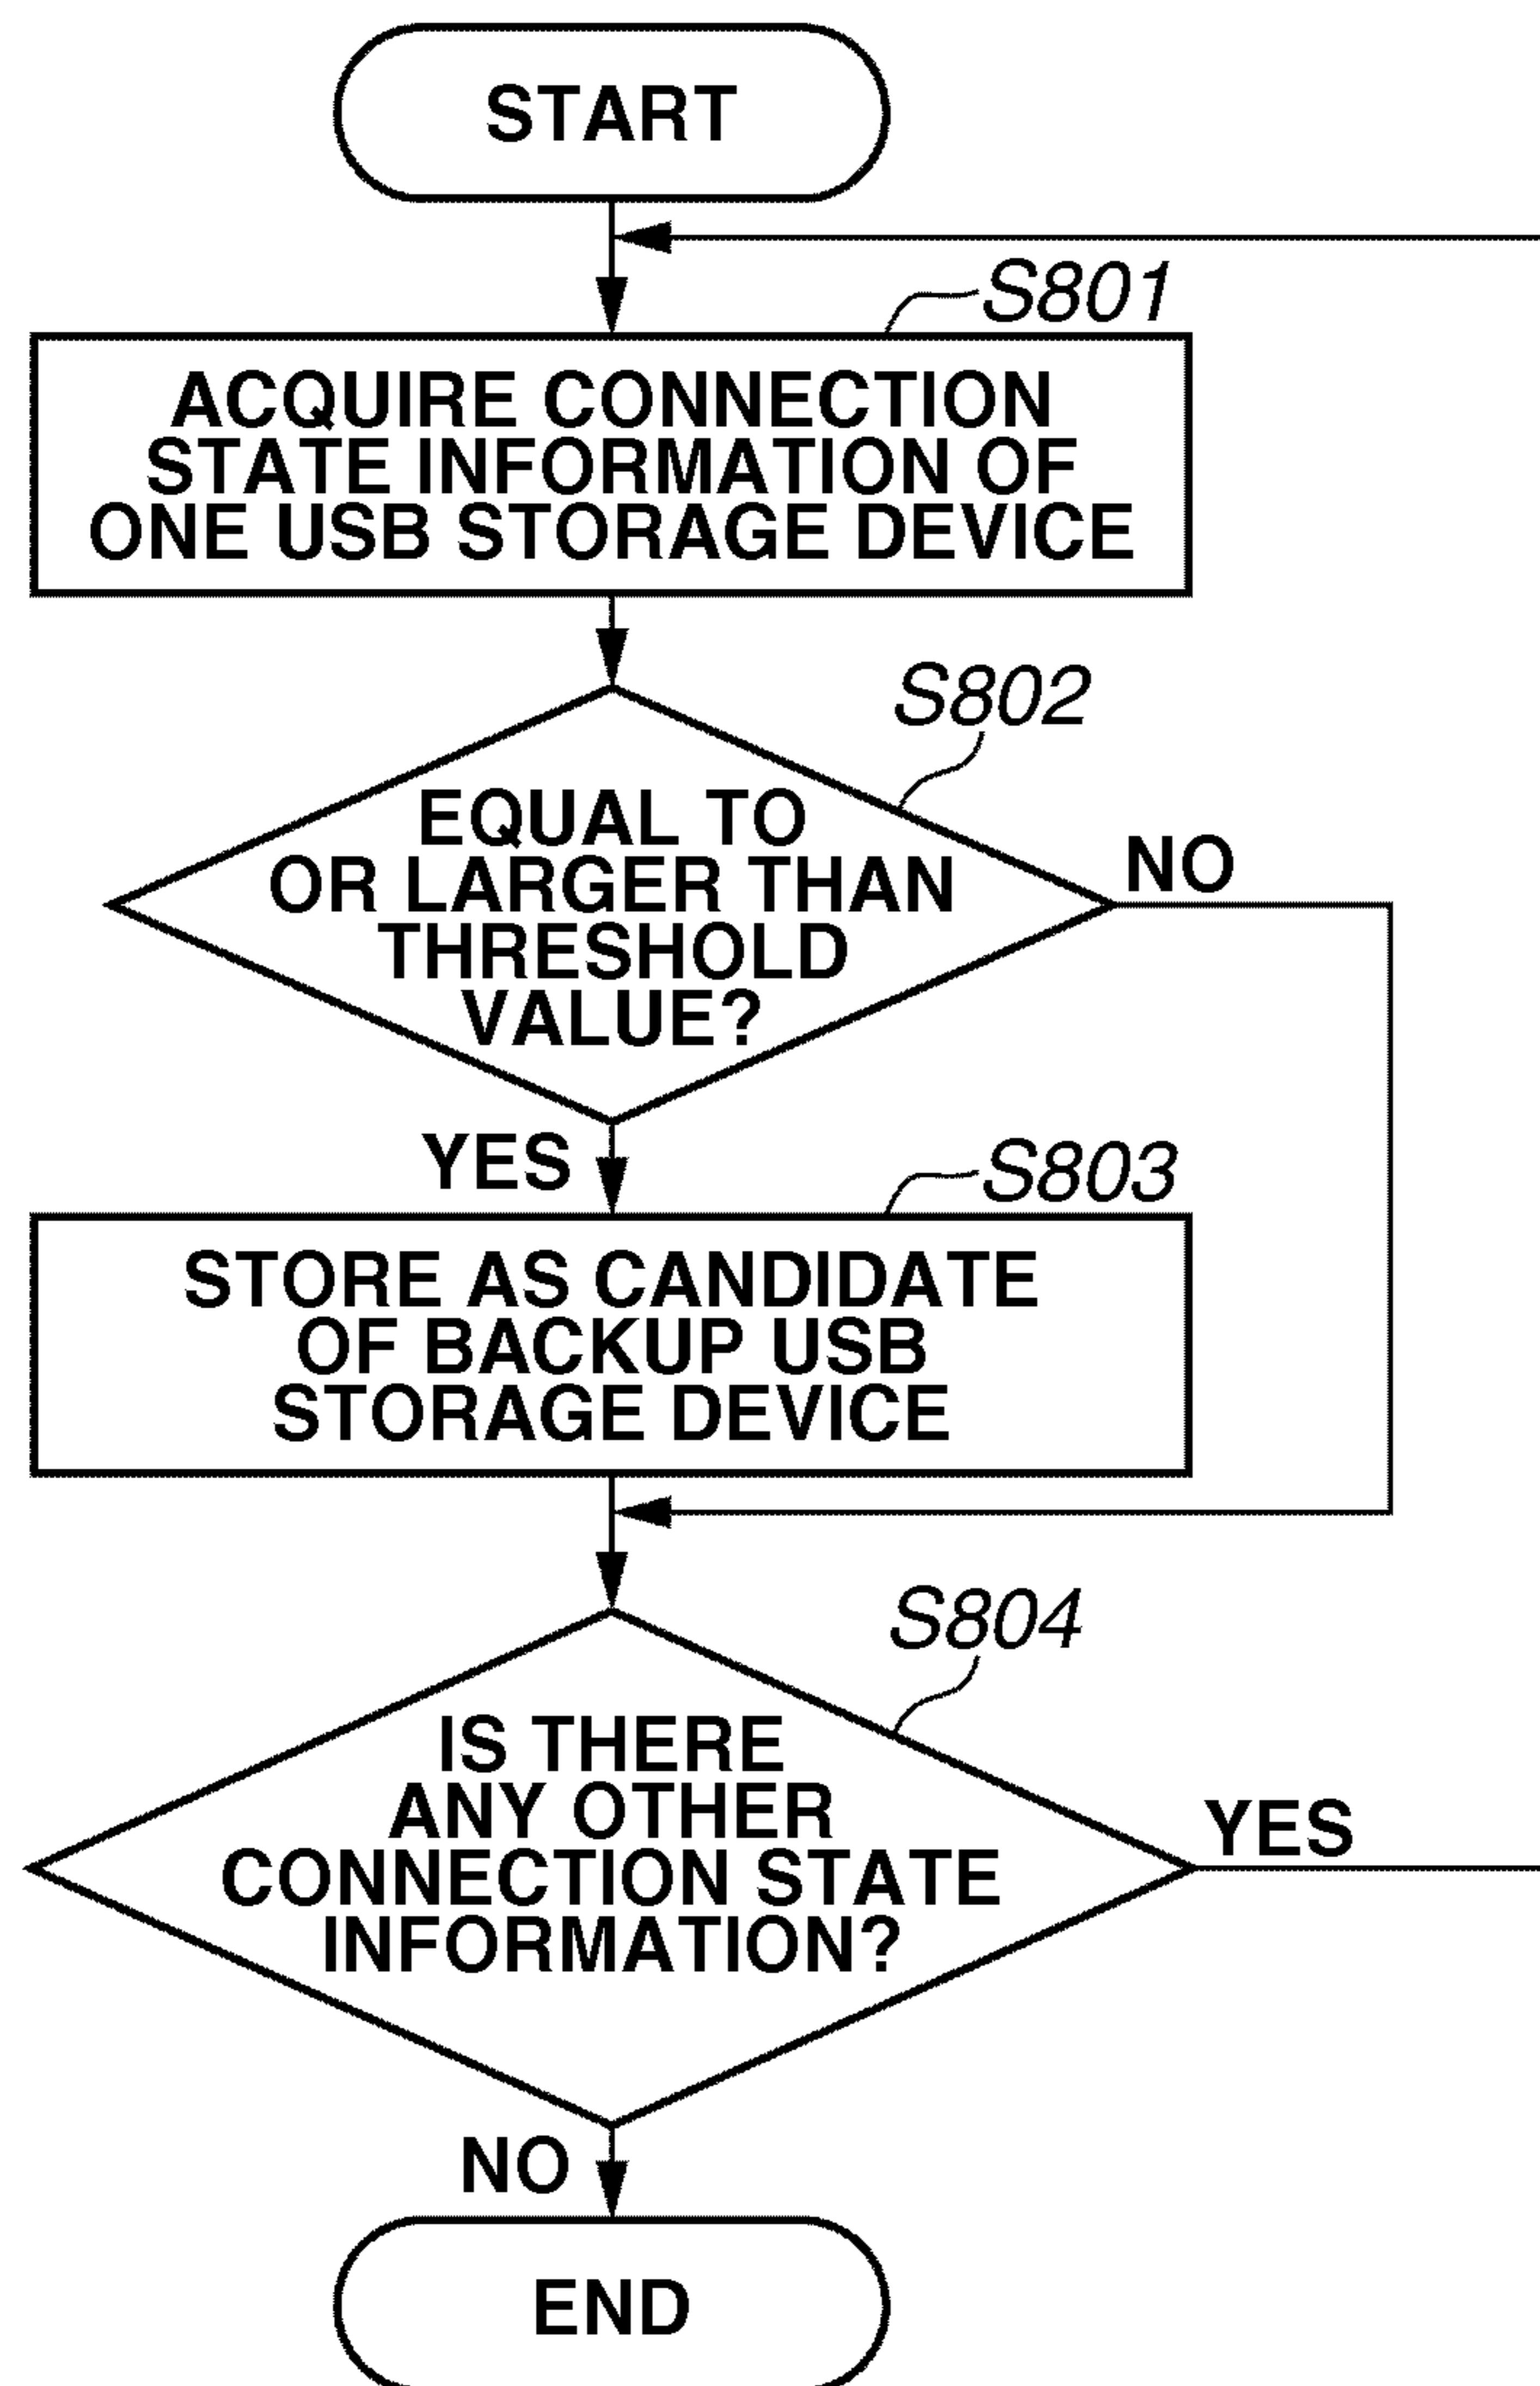 START
S801
ACQUIRE CONNECTION
STATE INFORMATION OF
ONE USB STORAGE DEVICE
S802
EQUAL TO
OR LARGER THAN
THRESHOLD
VALUE?
NO
YES
S803
STORE AS CANDIDATE
OF BACKUP USB
STORAGE DEVICE
S804
IS THERE
ANY OTHER
CONNECTION STATE
INFORMATION?
YES
NO
END